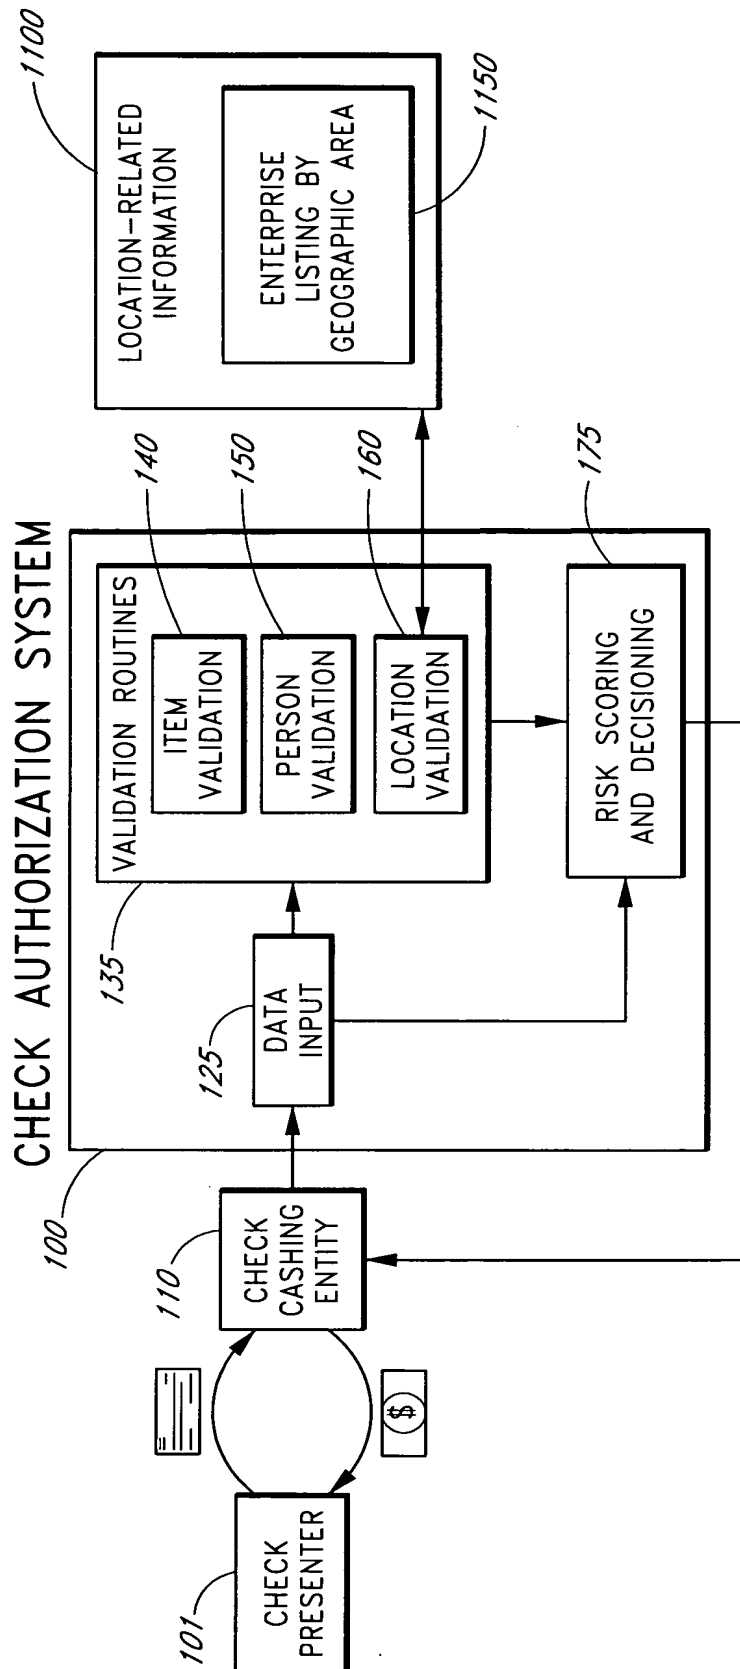 CHECK AUTHORIZATION SYSTEM
101
CHECK
PRESENTER
$
110
CHECK
CASHING
ENTITY
100
125
DATA
INPUT
135
VALIDATION ROUTINES
140
ITEM
VALIDATION
150
PERSON
VALIDATION
160
LOCATION
VALIDATION
175
RISK SCORING
AND DECISIONING
1100
LOCATION-RELATED
INFORMATION
1150
ENTERPRISE
LISTING BY
GEOGRAPHIC AREA